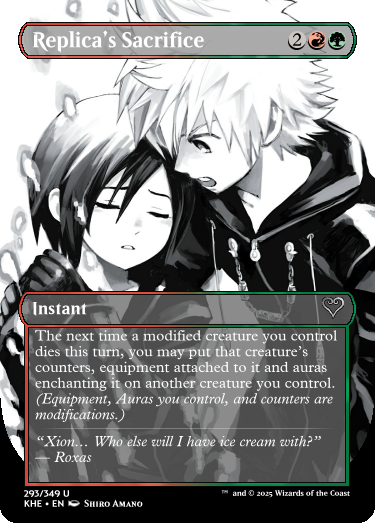 Replica's Sacrifice 2
Instant
The next time a modified creature you control
dies this turn, you may put that creature's
counters, equipment attached to it and auras
enchanting it on another creature you control.
(Equipment, Auras you control, and counters are
modifications.)
“Xion… Who else will I have ice cream with?”
— Roxas
293/349 U
KHE • EN Shiro Amano
™ and © 2025 Wizards of the Coast